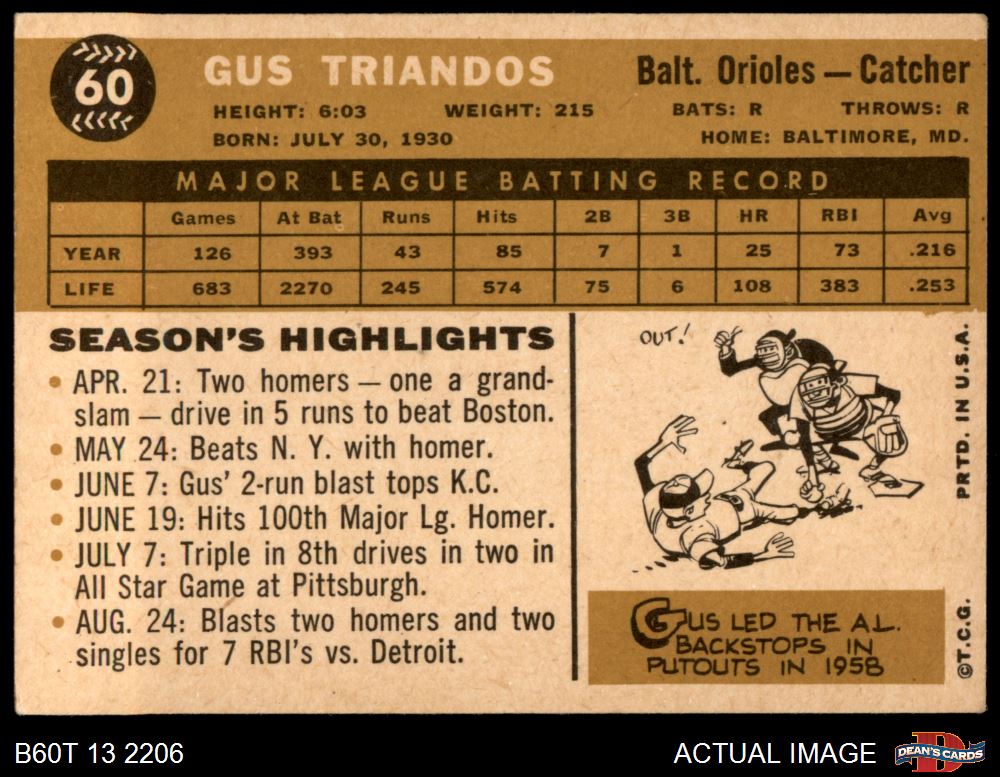 60
GUS TRIANDOS
Balt. Orioles — Catcher
HEIGHT: 6:03 WEIGHT: 215 BATS: R THROWS: R
BORN: JULY 30, 1930 HOME: BALTIMORE, MD.
MAJOR LEAGUE BATTING RECORD
Games At Bat Runs Hits 2B 3B HR RBI Avg
YEAR 126 393 43 85 7 1 25 73 .216
LIFE 683 2270 245 574 75 6 108 383 .253
SEASON'S HIGHLIGHTS
• APR. 21: Two homers — one a grand-
slam — drive in 5 runs to beat Boston.
• MAY 24: Beats N. Y. with homer.
• JUNE 7: Gus' 2-run blast tops K.C.
• JUNE 19: Hits 100th Major Lg. Homer.
• JULY 7: Triple in 8th drives in two in
All Star Game at Pittsburgh.
• AUG. 24: Blasts two homers and two
singles for 7 RBI's vs. Detroit.
OUT!
GUS LED THE A.L.
BACKSTOPS IN
PUTOUTS IN 1958
©T.C.G. PRTD. IN U.S.A.
B60T 13 2206
ACTUAL IMAGE
DEAN'S CARDS